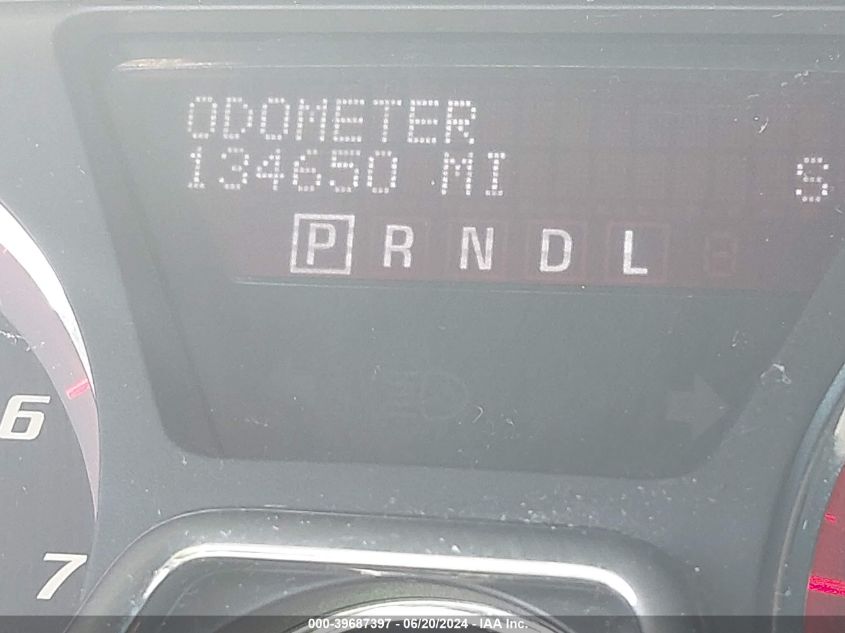 ODOMETER
134650 MI S
P R N D L
6
7
000-39687397 - 06/20/2024 - IAA Inc.